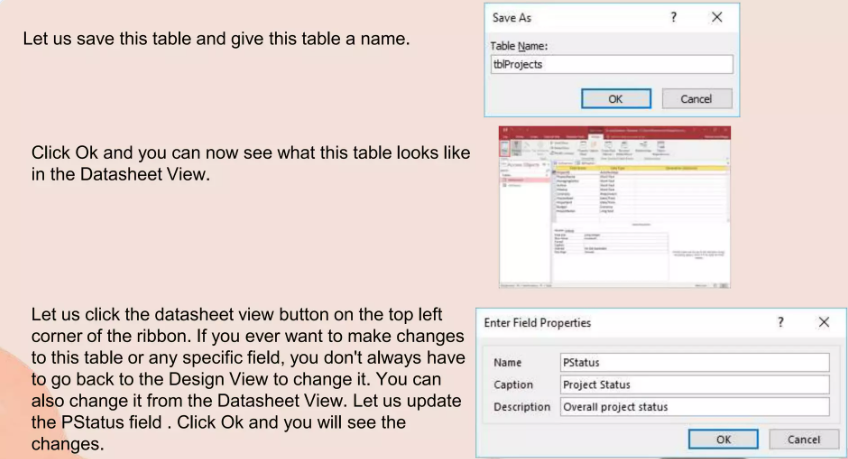 Let us save this table and give this table a name.
Save As
?
Table Name:
tblProjects
OK
Cancel
Click Ok and you can now see what this table looks like
in the Datasheet View.
Let us click the datasheet view button on the top left
corner of the ribbon. If you ever want to make changes
to this table or any specific field, you don't always have
to go back to the Design View to change it. You can
also change it from the Datasheet View. Let us update
the PStatus field . Click Ok and you will see the
changes.
Enter Field Properties
?
Name
PStatus
Caption
Project Status
Description
Overall project status
OK
Cancel